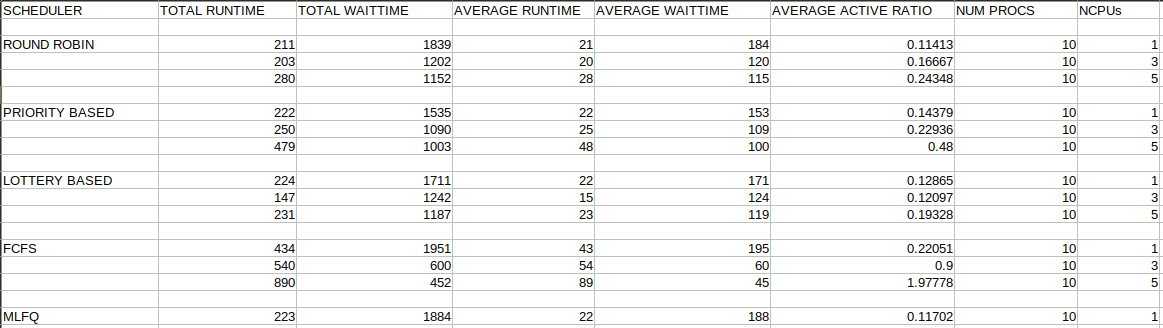 SCHEDULER TOTAL RUNTIME TOTAL WAITTIME AVERAGE RUNTIME AVERAGE WAITTIME AVERAGE ACTIVE RATIO NUM PROCS NCPUs
ROUND ROBIN 211 1839 21 184 0.11413 10 1
203 1202 20 120 0.16667 10 3
280 1152 28 115 0.24348 10 5
PRIORITY BASED 222 1535 22 153 0.14379 10 1
250 1090 25 109 0.22936 10 3
479 1003 48 100 0.48 10 5
LOTTERY BASED 224 1711 22 171 0.12865 10 1
147 1242 15 124 0.12097 10 3
231 1187 23 119 0.19328 10 5
FCFS 434 1951 43 195 0.22051 10 1
540 600 54 60 0.9 10 3
890 452 89 45 1.97778 10 5
MLFQ 223 1884 22 188 0.11702 10 1